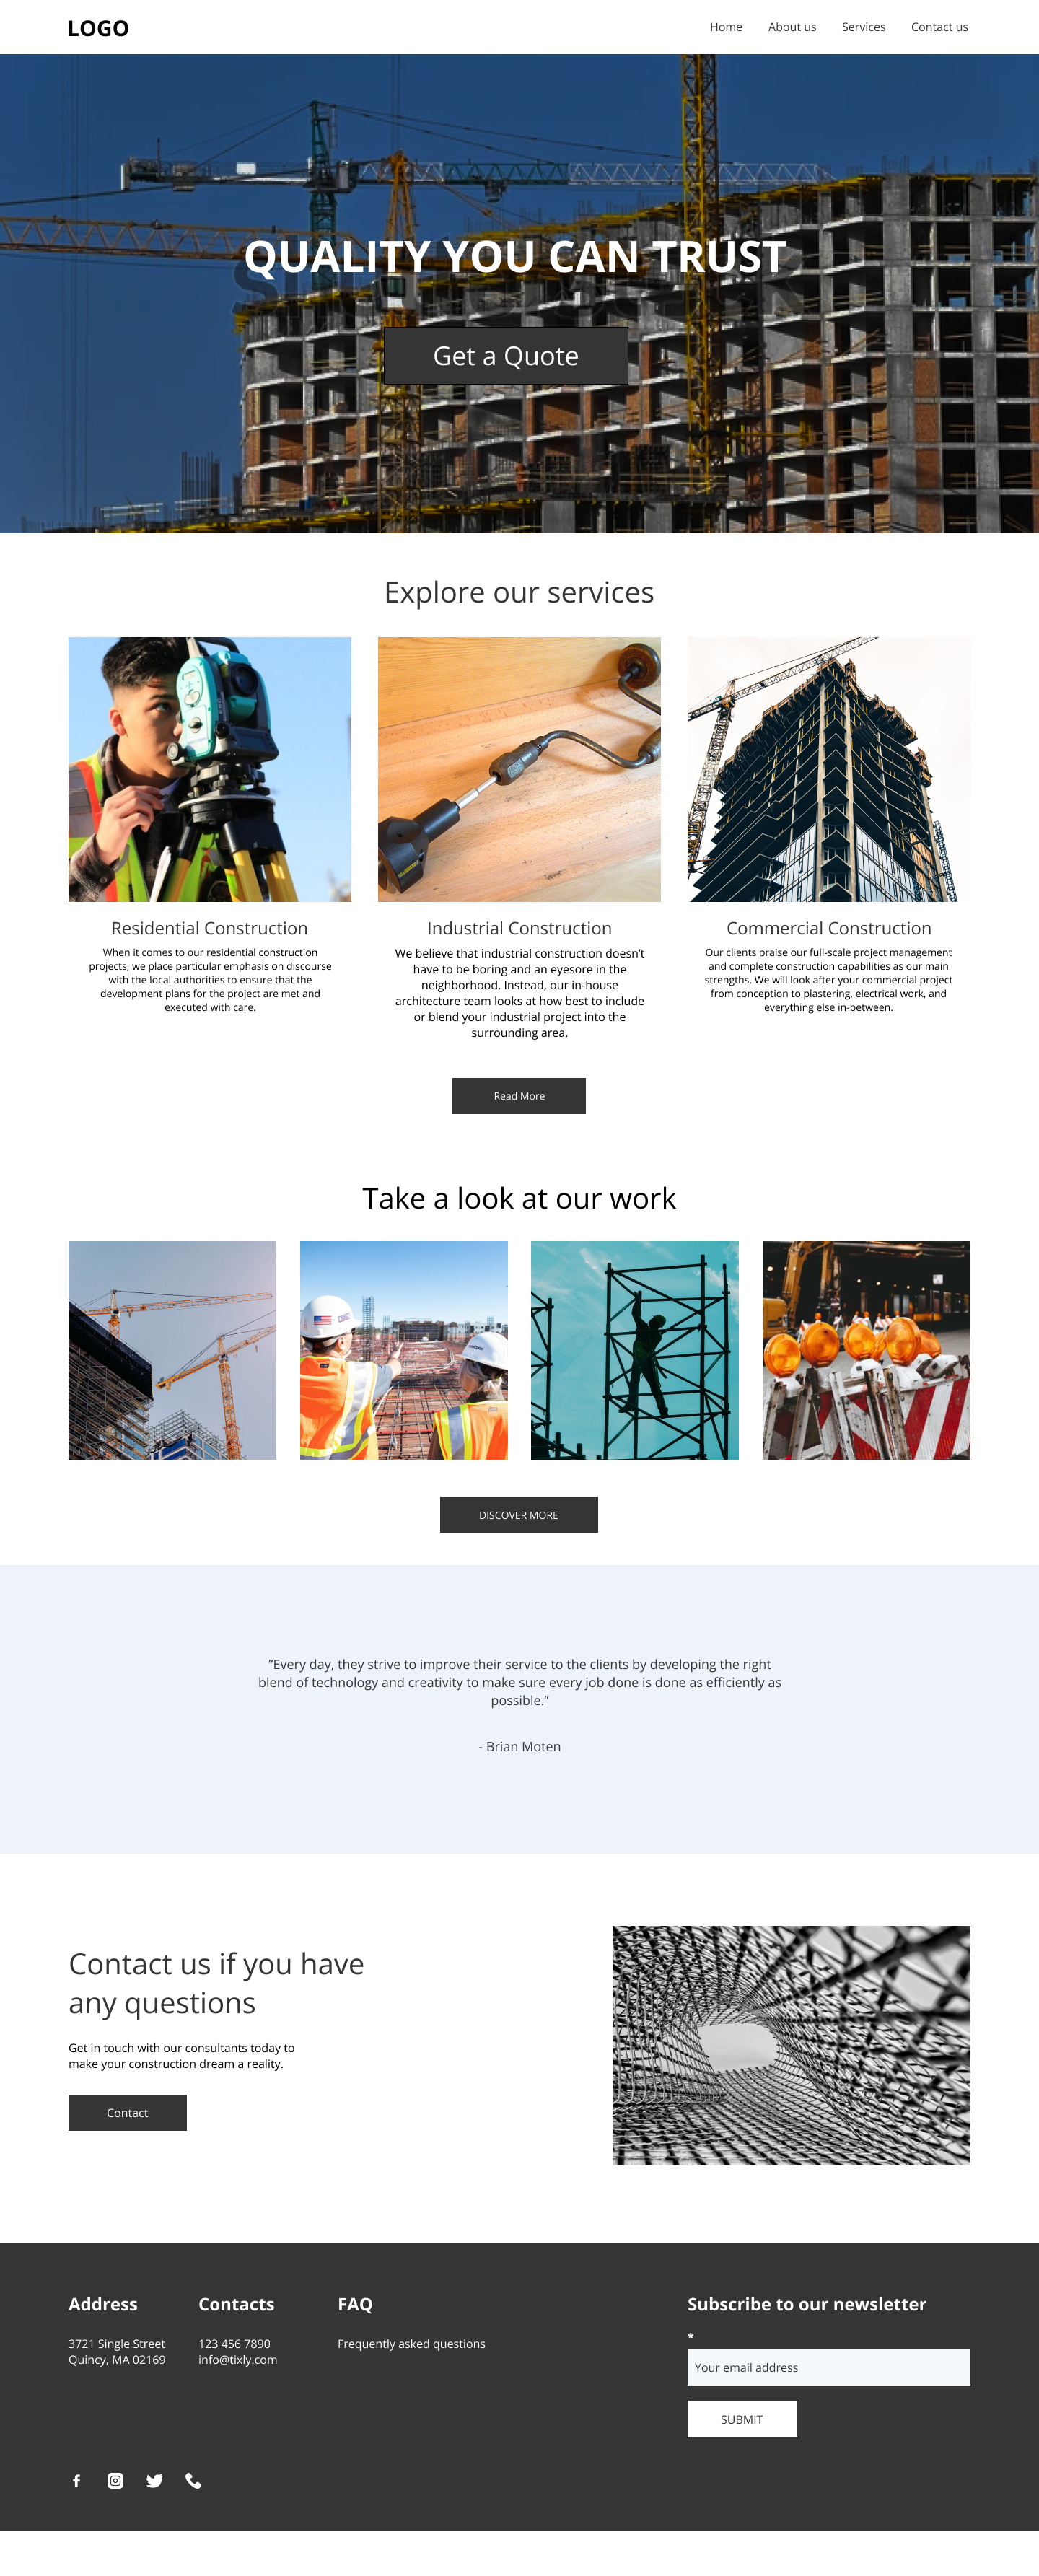 LOGO
Home
About us
Services
Contact us
QUALITY YOU CAN TRUST
Get a Quote
Explore our services
Residential Construction
When it comes to our residential construction
projects, we place particular emphasis on discourse
with the local authorities to ensure that the
development plans for the project are met and
executed with care.
Industrial Construction
We believe that industrial construction doesn’t
have to be boring and an eyesore in the
neighborhood. Instead, our in-house
architecture team looks at how best to include
or blend your industrial project into the
surrounding area.
Commercial Construction
Our clients praise our full-scale project management
and complete construction capabilities as our main
strengths. We will look after your commercial project
from conception to plastering, electrical work, and
everything else in-between.
Read More
Take a look at our work
DISCOVER MORE
”Every day, they strive to improve their service to the clients by developing the right
blend of technology and creativity to make sure every job done is done as efficiently as
possible.”
- Brian Moten
Contact us if you have
any questions
Get in touch with our consultants today to
make your construction dream a reality.
Contact
Address
3721 Single Street
Quincy, MA 02169
Contacts
123 456 7890
info@tixly.com
FAQ
Frequently asked questions
Subscribe to our newsletter
*
Your email address
SUBMIT